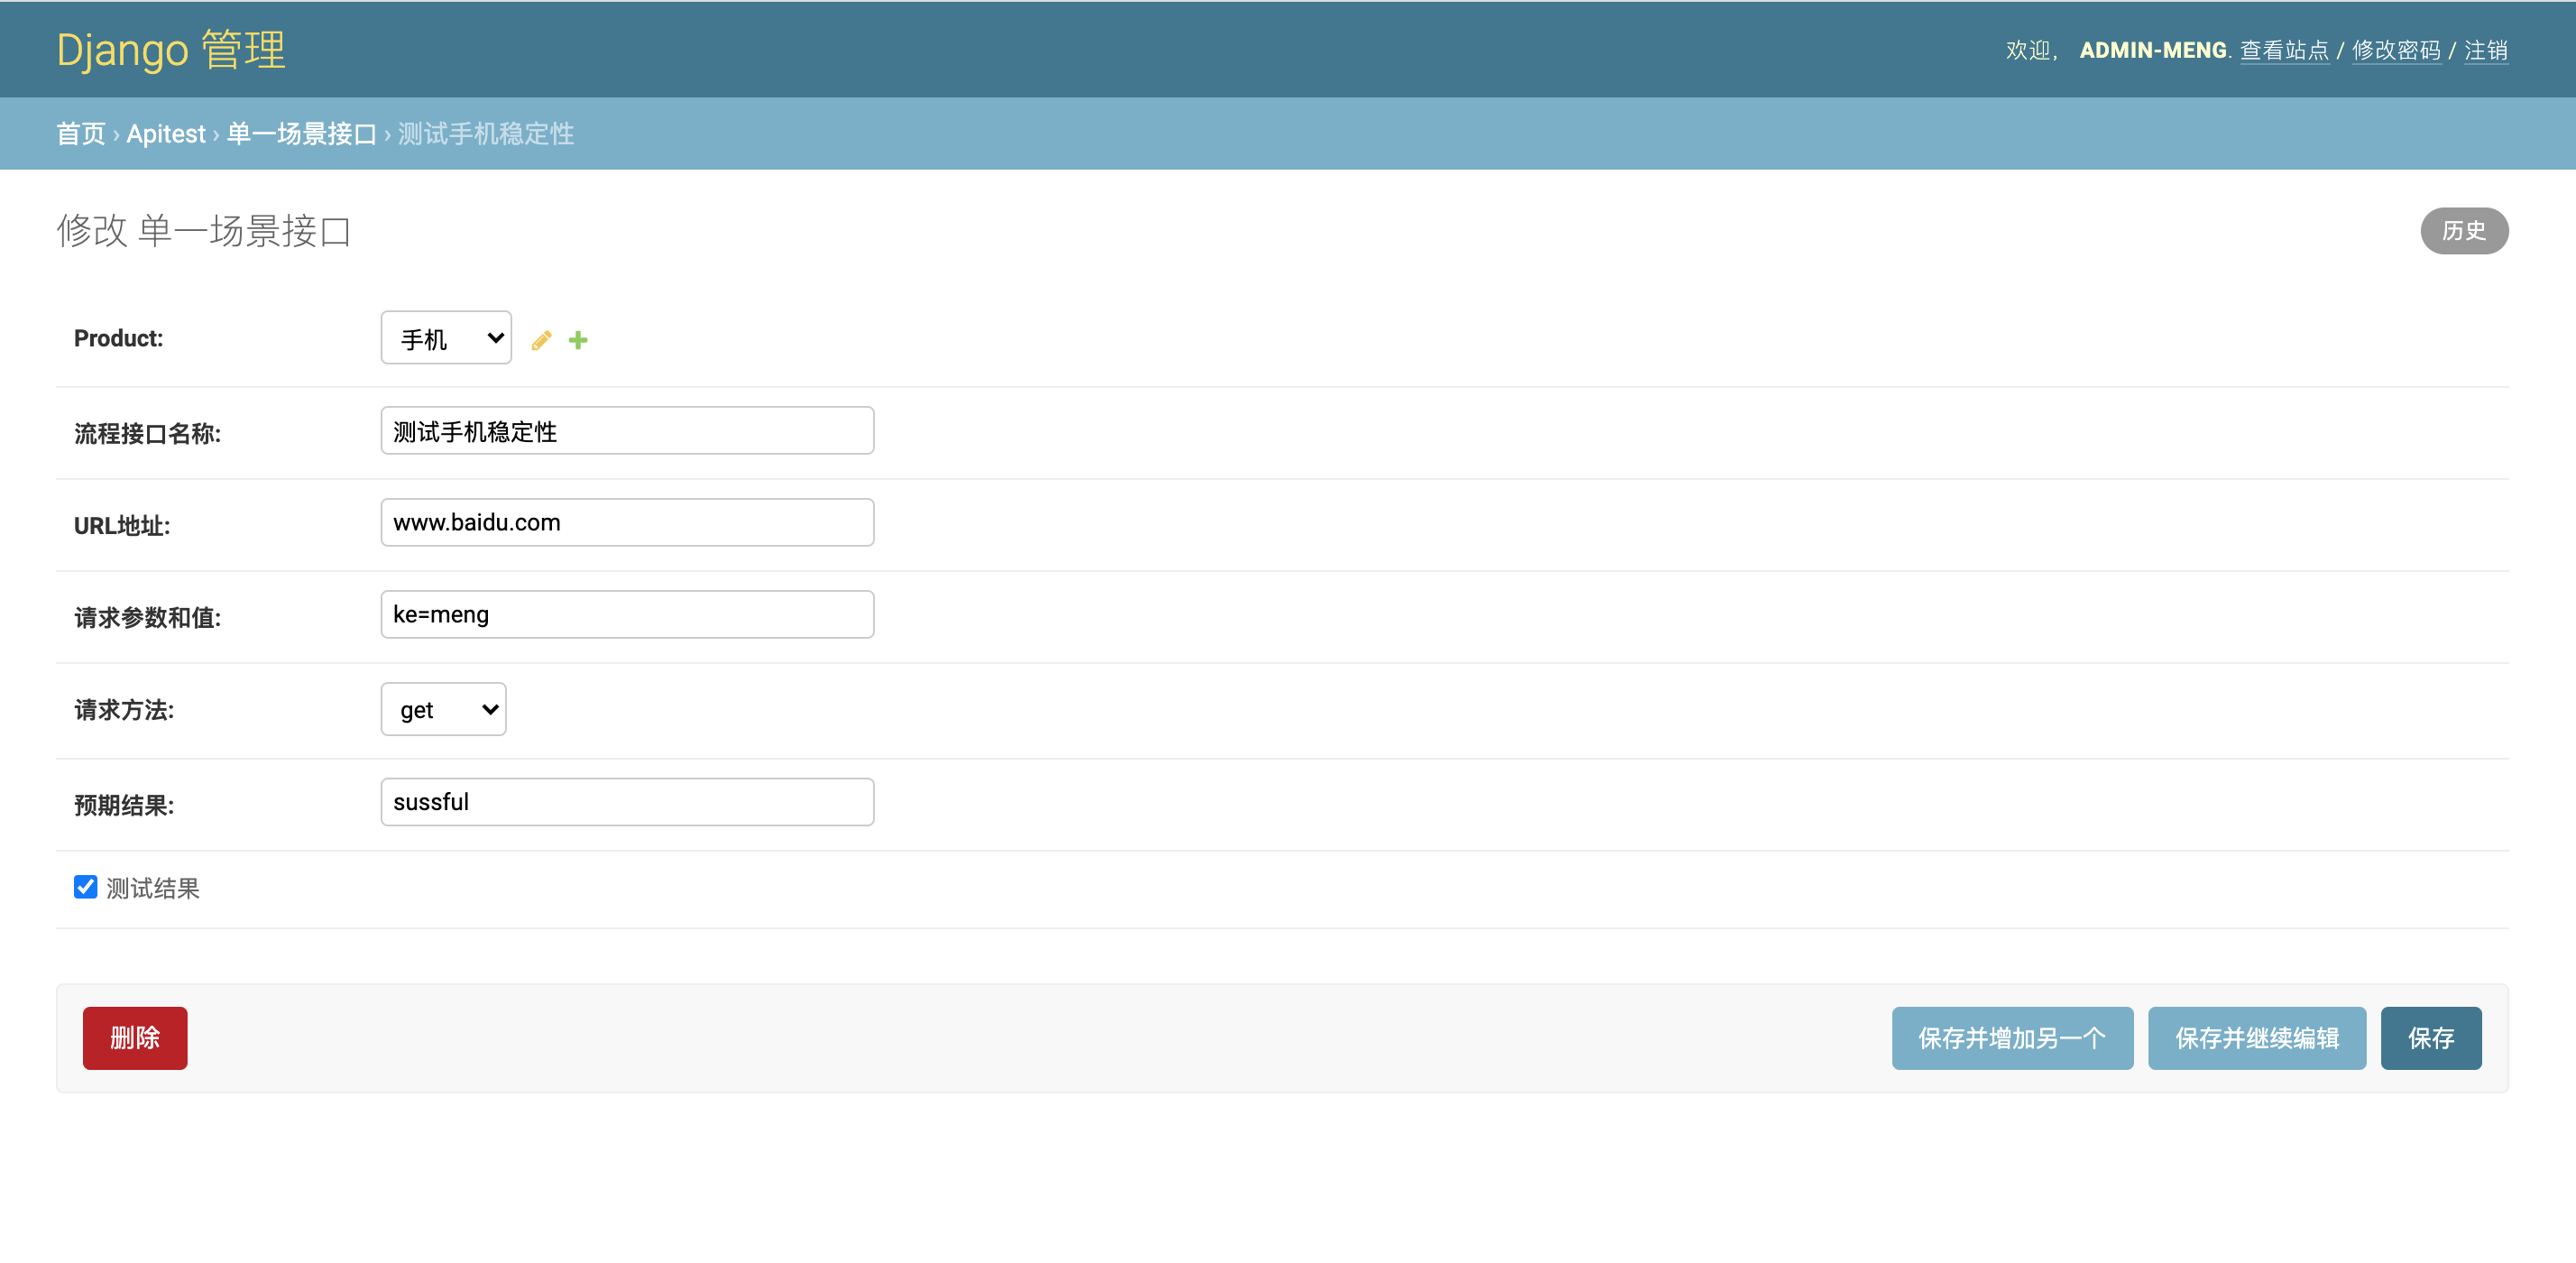 Django 管理
欢迎， ADMIN-MENG. 查看站点 / 修改密码 / 注销
首页 › Apitest › 单一场景接口 › 测试手机稳定性
修改 单一场景接口
历史
Product: 手机
流程接口名称: 测试手机稳定性
URL地址: www.baidu.com
请求参数和值: ke=meng
请求方法: get
预期结果: sussful
测试结果
删除 保存并增加另一个 保存并继续编辑 保存